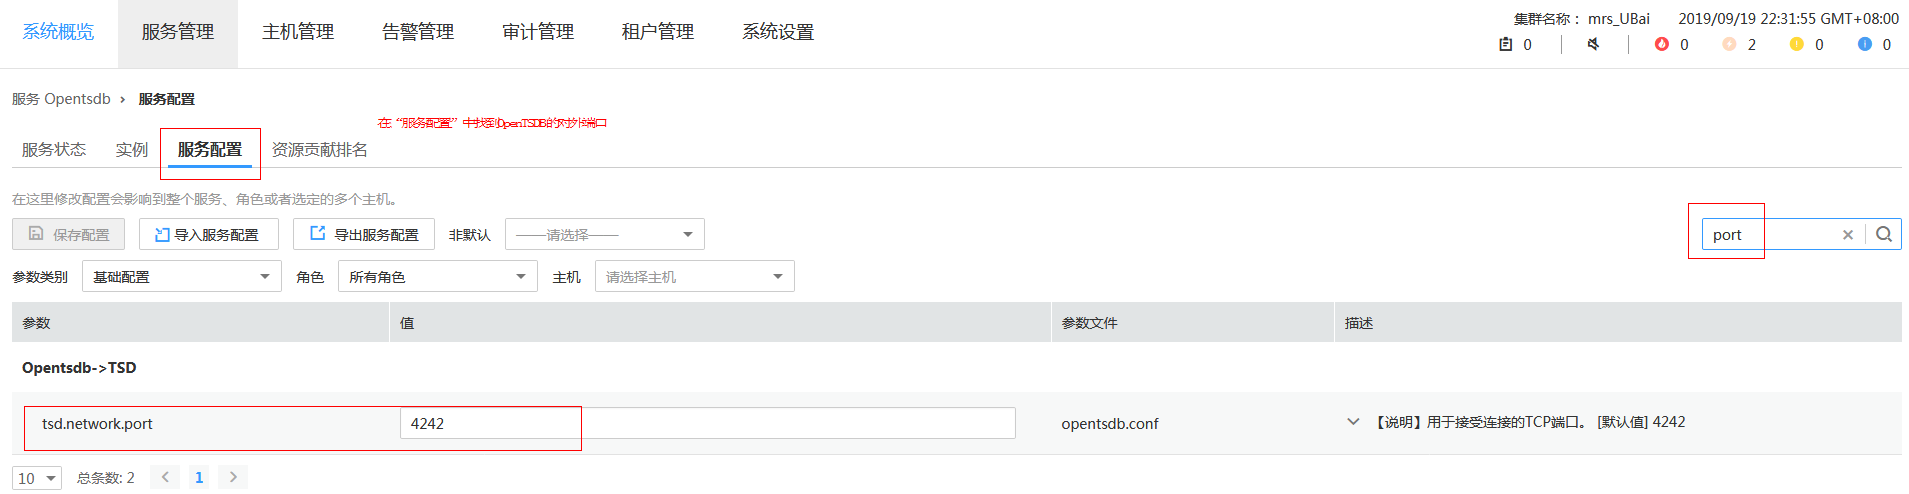 系统概览 服务管理 主机管理 告警管理 审计管理 租户管理 系统设置
集群名称： mrs_UBai 2019/09/19 22:31:55 GMT+08:00
0 0 2 0 0
服务 Opentsdb › 服务配置
在“服务配置”中找到OpenTSDB的对外端口
服务状态 实例 服务配置 资源贡献排名
在这里修改配置会影响到整个服务、角色或者选定的多个主机。
保存配置 导入服务配置 导出服务配置 非默认 ——请选择—— port
参数类别 基础配置 角色 所有角色 主机 请选择主机
参数 值 参数文件 描述
Opentsdb->TSD
tsd.network.port 4242 opentsdb.conf 【说明】用于接受连接的TCP端口。 [默认值] 4242
10 总条数: 2 1